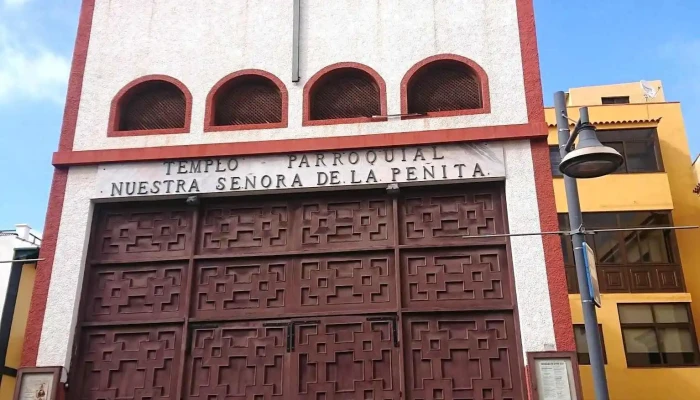 TEMPLO PARROQUIAL
NUESTRA SEÑORA DE.LA PEÑITA.